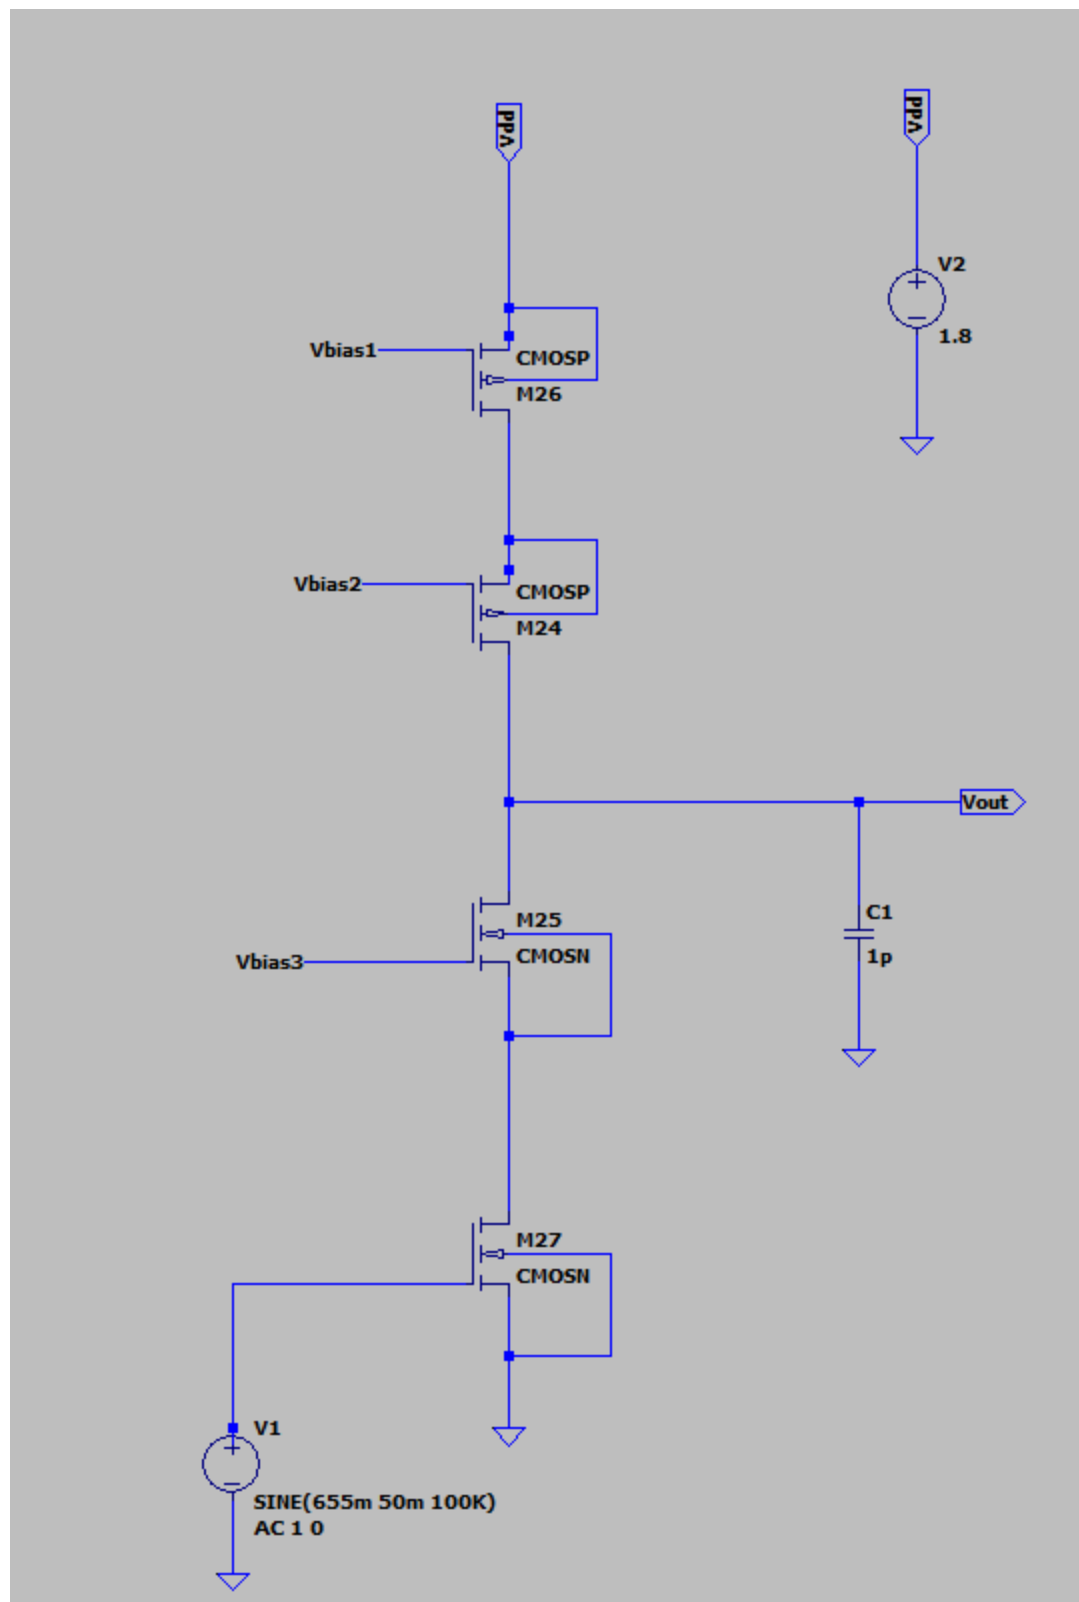 Vdd
Vdd
V2
1.8
Vbias1
CMOSP
M26
Vbias2
CMOSP
M24
Vout
M25
CMOSN
Vbias3
C1
1p
M27
CMOSN
V1
SINE(655m 50m 100K)
AC 1 0